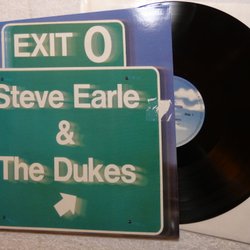 EXIT 0
Steve Earle
&
The Dukes